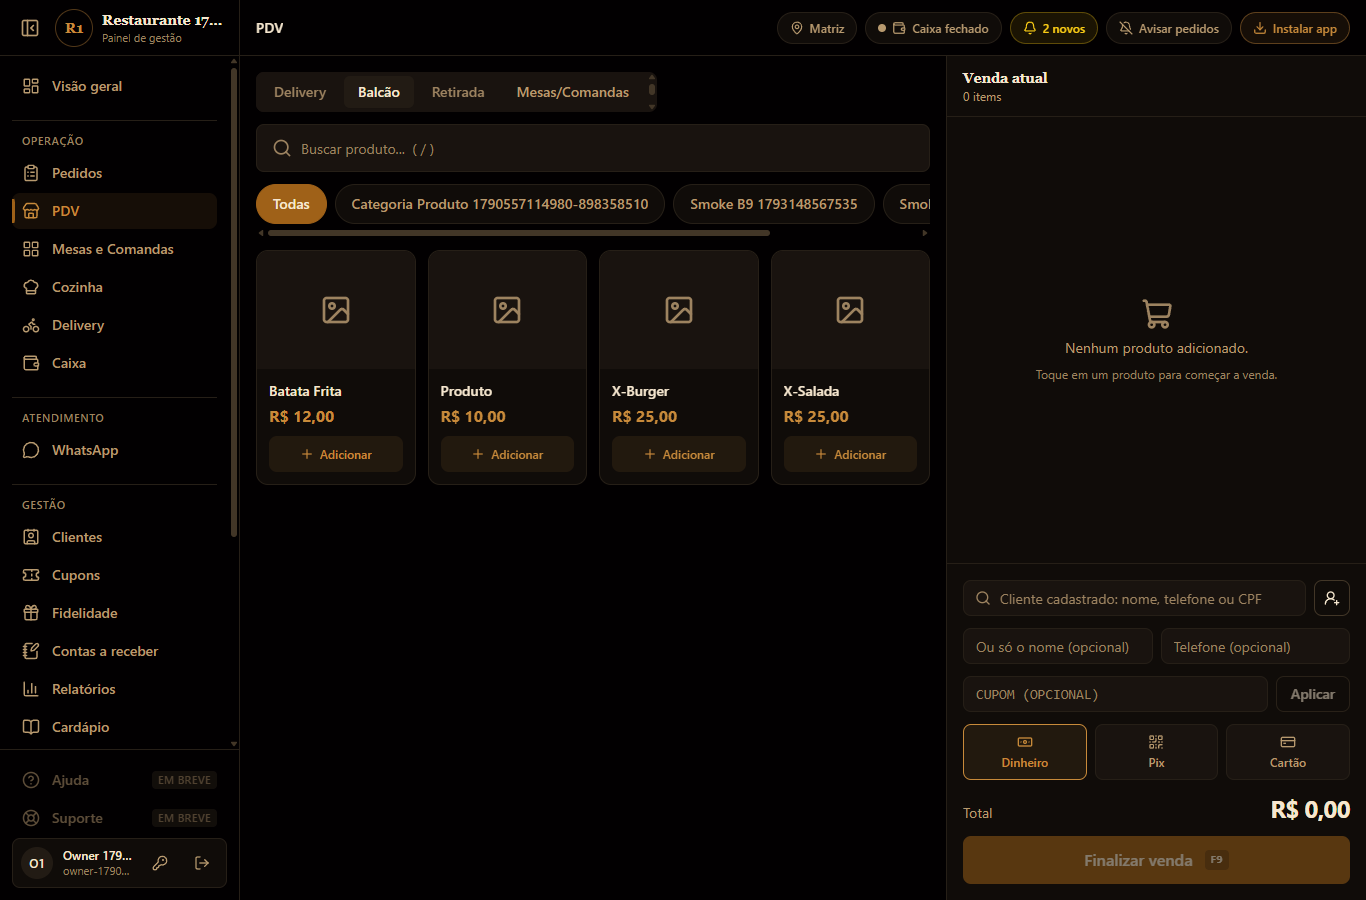 R1
Restaurante 17...
Painel de gestão
Visão geral
OPERAÇÃO
Pedidos
PDV
Mesas e Comandas
Cozinha
Delivery
Caixa
ATENDIMENTO
WhatsApp
GESTÃO
Clientes
Cupons
Fidelidade
Contas a receber
Relatórios
Cardápio
Ajuda EM BREVE
Suporte EM BREVE
O1
Owner 179...
owner-1790...
PDV
Matriz
Caixa fechado
2 novos
Avisar pedidos
Instalar app
Delivery Balcão Retirada Mesas/Comandas
Buscar produto... ( / )
Todas Categoria Produto 1790557114980-898358510 Smoke B9 1793148567535 Smol
Batata Frita
R$ 12,00
+ Adicionar
Produto
R$ 10,00
+ Adicionar
X-Burger
R$ 25,00
+ Adicionar
X-Salada
R$ 25,00
+ Adicionar
Venda atual
0 items
Nenhum produto adicionado.
Toque em um produto para começar a venda.
Cliente cadastrado: nome, telefone ou CPF
Ou só o nome (opcional) Telefone (opcional)
CUPOM (OPCIONAL) Aplicar
Dinheiro Pix Cartão
Total R$ 0,00
Finalizar venda F9